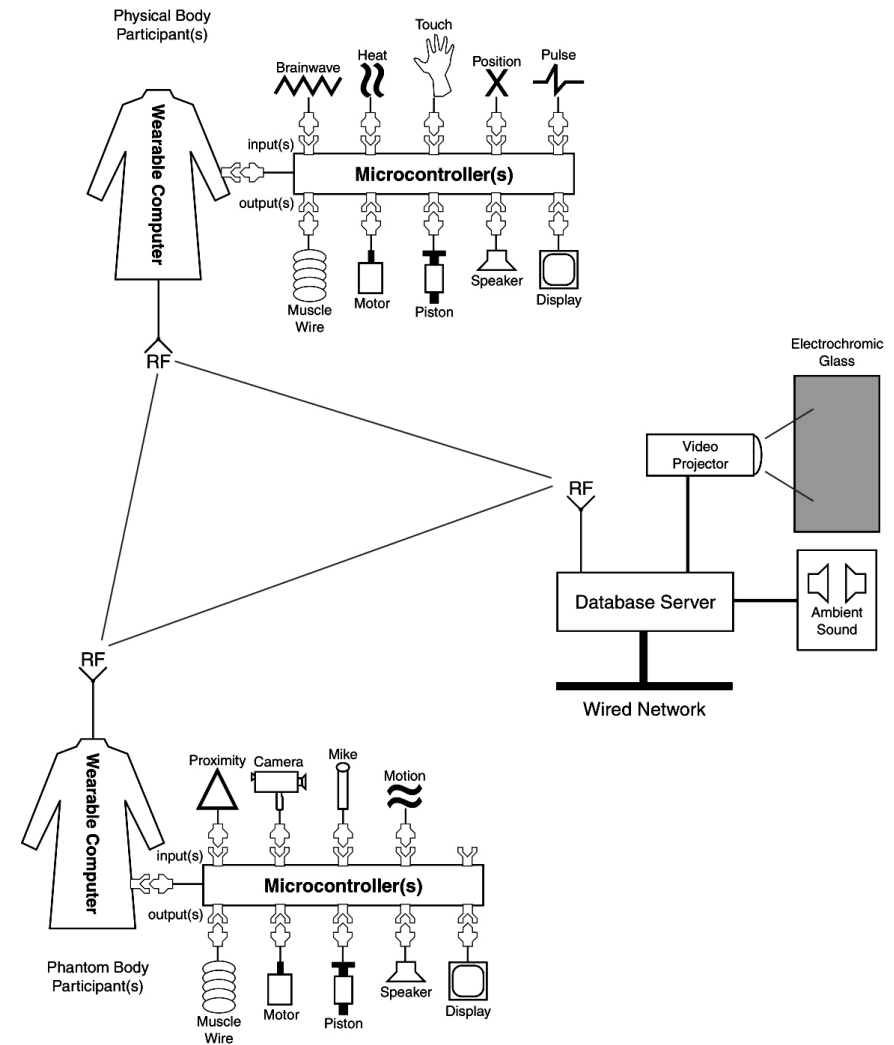 Physical Body
Participant(s)
Wearable Computer
Brainwave
Heat
Touch
Position
Pulse
input(s)
Microcontroller(s)
output(s)
Muscle
Wire
Motor
Piston
Speaker
Display
RF
Electrochromic
Glass
Video
Projector
RF
Database Server
Ambient
Sound
Wired Network
RF
Wearable Computer
Proximity
Camera
Mike
Motion
input(s)
Microcontroller(s)
output(s)
Phantom Body
Participant(s)
Muscle
Wire
Motor
Piston
Speaker
Display